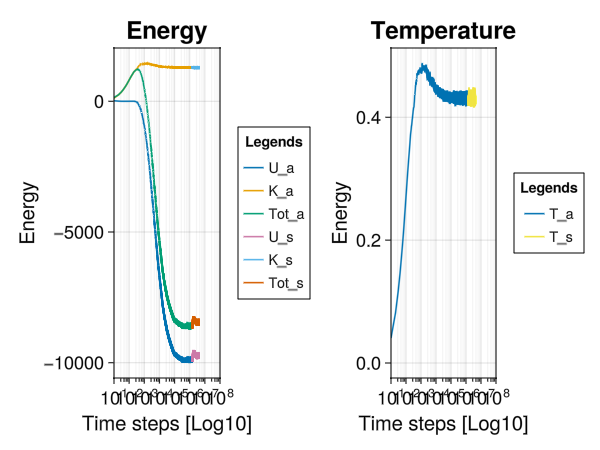 Energy
Temperature
Energy
0
−5000
−10000
Legends
U_a
K_a
Tot_a
U_s
K_s
Tot_s
Time steps [Log10]
Energy
0.4
0.2
0.0
Legends
T_a
T_s
Time steps [Log10]